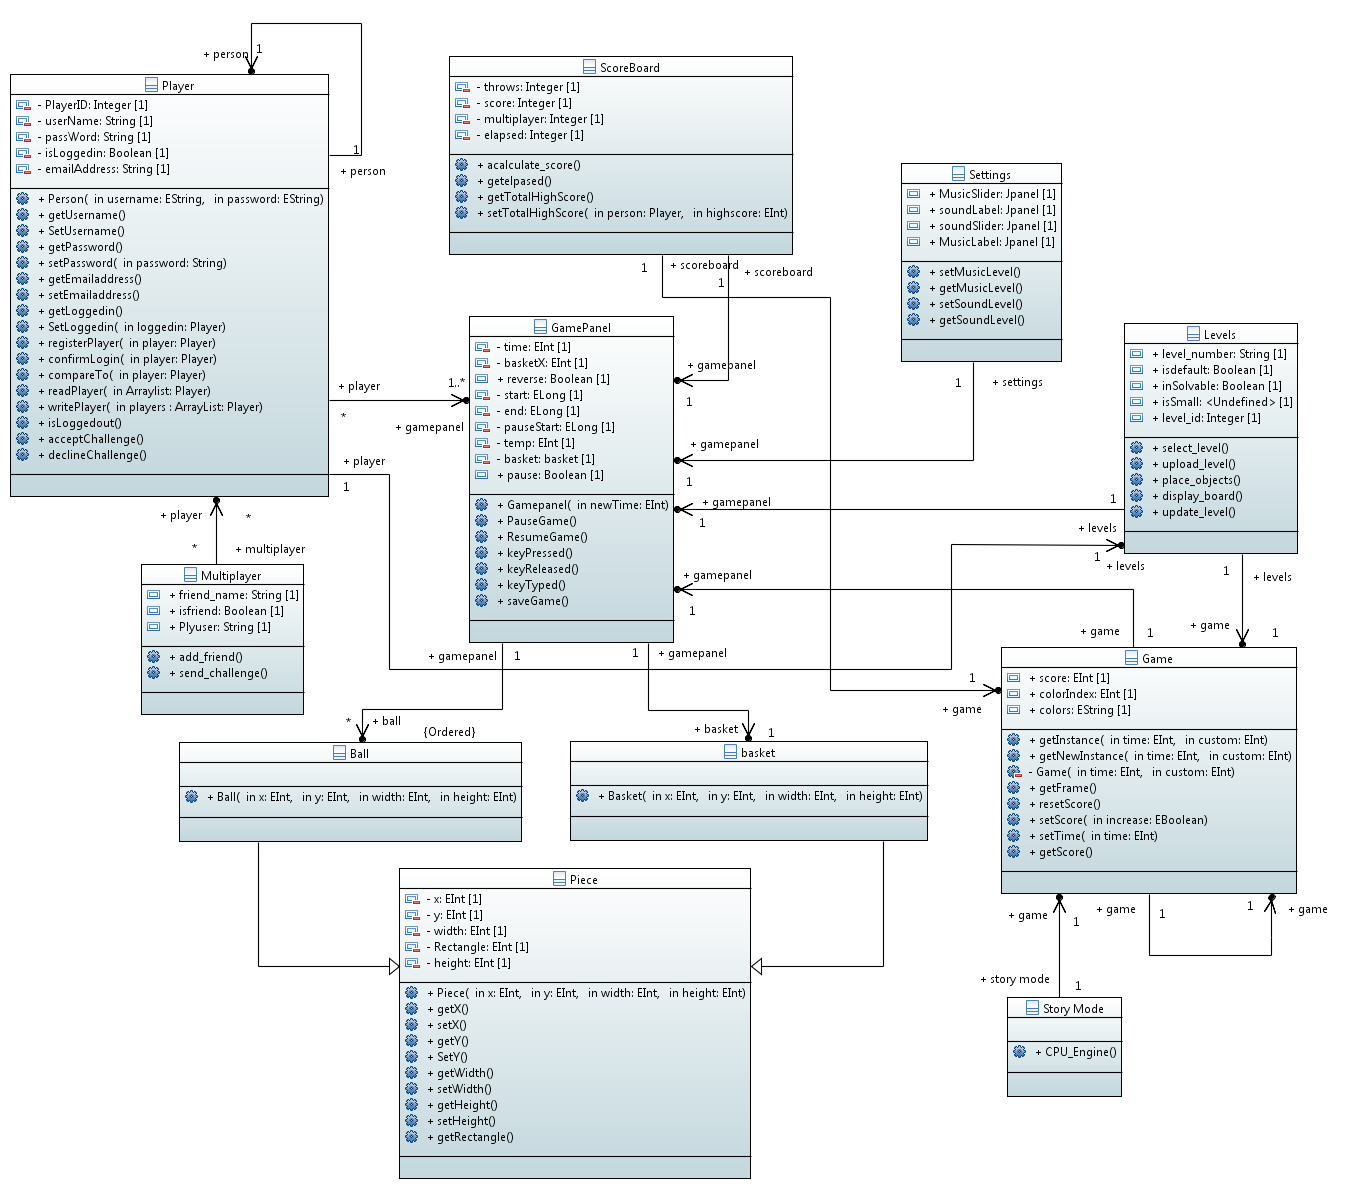 + person
1
1
+ person
Player
- PlayerID: Integer [1]
- userName: String [1]
- passWord: String [1]
- isLoggedin: Boolean [1]
- emailAddress: String [1]
+ Person( in username: EString, in password: EString)
+ getUsername()
+ SetUsername()
+ getPassword()
+ setPassword( in password: String)
+ getEmailaddress()
+ setEmailaddress()
+ getLoggedin()
+ SetLoggedin( in loggedin: Player)
+ registerPlayer( in player: Player)
+ confirmLogin( in player: Player)
+ compareTo( in player: Player)
+ readPlayer( in Arraylist: Player)
+ writePlayer( in players : ArrayList: Player)
+ isLoggedout()
+ acceptChallenge()
+ declineChallenge()
ScoreBoard
- throws: Integer [1]
- score: Integer [1]
- multiplayer: Integer [1]
- elapsed: Integer [1]
+ acalculate_score()
+ getelpased()
+ getTotalHighScore()
+ setTotalHighScore( in person: Player, in highscore: EInt)
1
+ scoreboard
+ scoreboard
1
Settings
+ MusicSlider: Jpanel [1]
+ soundLabel: Jpanel [1]
+ soundSlider: Jpanel [1]
+ MusicLabel: Jpanel [1]
+ setMusicLevel()
+ getMusicLevel()
+ setSoundLevel()
+ getSoundLevel()
1
+ settings
Levels
+ level_number: String [1]
+ isdefault: Boolean [1]
+ inSolvable: Boolean [1]
+ isSmall: <Undefined> [1]
+ level_id: Integer [1]
+ select_level()
+ upload_level()
+ place_objects()
+ display_board()
+ update_level()
GamePanel
- time: EInt [1]
- basketX: EInt [1]
+ reverse: Boolean [1]
- start: ELong [1]
- end: ELong [1]
- pauseStart: ELong [1]
- temp: EInt [1]
- basket: basket [1]
+ pause: Boolean [1]
+ Gamepanel( in newTime: EInt)
+ PauseGame()
+ ResumeGame()
+ keyPressed()
+ keyReleased()
+ keyTyped()
+ saveGame()
+ player
1..*
*
+ gamepanel
+ player
1
+ gamepanel
1
+ gamepanel
1
+ gamepanel
1
1
+ gamepanel
1
+ levels
1
+ levels
1
+ levels
+ game
1
+ game
1
+ player
*
*
+ multiplayer
Multiplayer
+ friend_name: String [1]
+ isfriend: Boolean [1]
+ Plyuser: String [1]
+ add_friend()
+ send_challenge()
+ gamepanel
1
1
+ gamepanel
*
+ ball
{Ordered}
+ basket
1
1
+ game
Game
+ score: EInt [1]
+ colorIndex: EInt [1]
+ colors: EString [1]
+ getInstance( in time: EInt, in custom: EInt)
+ getNewInstance( in time: EInt, in custom: EInt)
- Game( in time: EInt, in custom: EInt)
+ getFrame()
+ resetScore()
+ setScore( in increase: EBoolean)
+ setTime( in time: EInt)
+ getScore()
Ball
+ Ball( in x: EInt, in y: EInt, in width: EInt, in height: EInt)
basket
+ Basket( in x: EInt, in y: EInt, in width: EInt, in height: EInt)
Piece
- x: EInt [1]
- y: EInt [1]
- width: EInt [1]
- Rectangle: EInt [1]
- height: EInt [1]
+ Piece( in x: EInt, in y: EInt, in width: EInt, in height: EInt)
+ getX()
+ setX()
+ getY()
+ SetY()
+ getWidth()
+ setWidth()
+ getHeight()
+ setHeight()
+ getRectangle()
+ game
1
+ game
1
1
+ game
+ story mode
1
Story Mode
+ CPU_Engine()